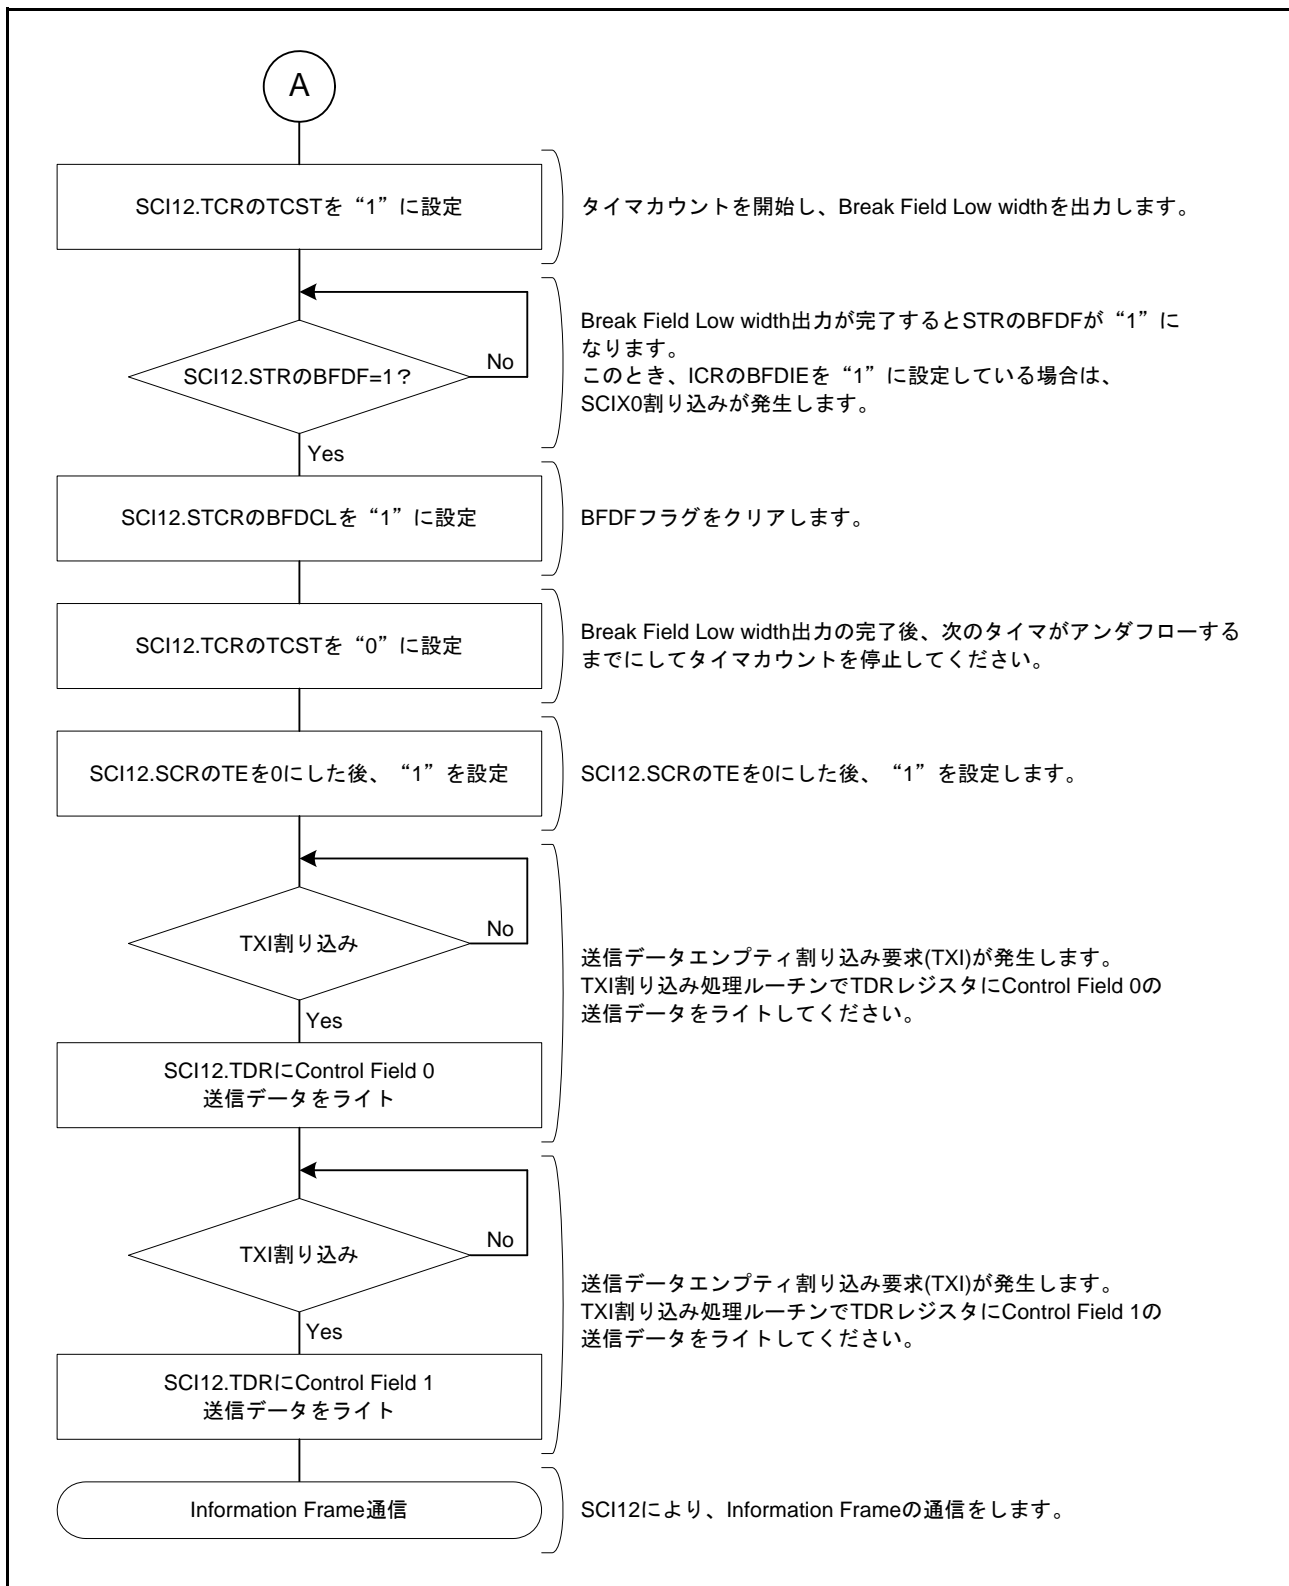 A
SCI12.TCRのTCSTを“1”に設定
タイマカウントを開始し、Break Field Low widthを出力します。
SCI12.STRのBFDF=1？
No
Yes
Break Field Low width出力が完了するとSTRのBFDFが“1”に
なります。
このとき、ICRのBFDIEを“1”に設定している場合は、
SCIX0割り込みが発生します。
SCI12.STCRのBFDCLを“1”に設定
BFDFフラグをクリアします。
SCI12.TCRのTCSTを“0”に設定
Break Field Low width出力の完了後、次のタイマがアンダフローする
までにしてタイマカウントを停止してください。
SCI12.SCRのTEを0にした後、“1”を設定
SCI12.SCRのTEを0にした後、“1”を設定します。
TXI割り込み
No
Yes
SCI12.TDRにControl Field 0
送信データをライト
送信データエンプティ割り込み要求(TXI)が発生します。
TXI割り込み処理ルーチンでTDRレジスタにControl Field 0の
送信データをライトしてください。
TXI割り込み
No
Yes
SCI12.TDRにControl Field 1
送信データをライト
送信データエンプティ割り込み要求(TXI)が発生します。
TXI割り込み処理ルーチンでTDRレジスタにControl Field 1の
送信データをライトしてください。
Information Frame通信
SCI12により、Information Frameの通信をします。